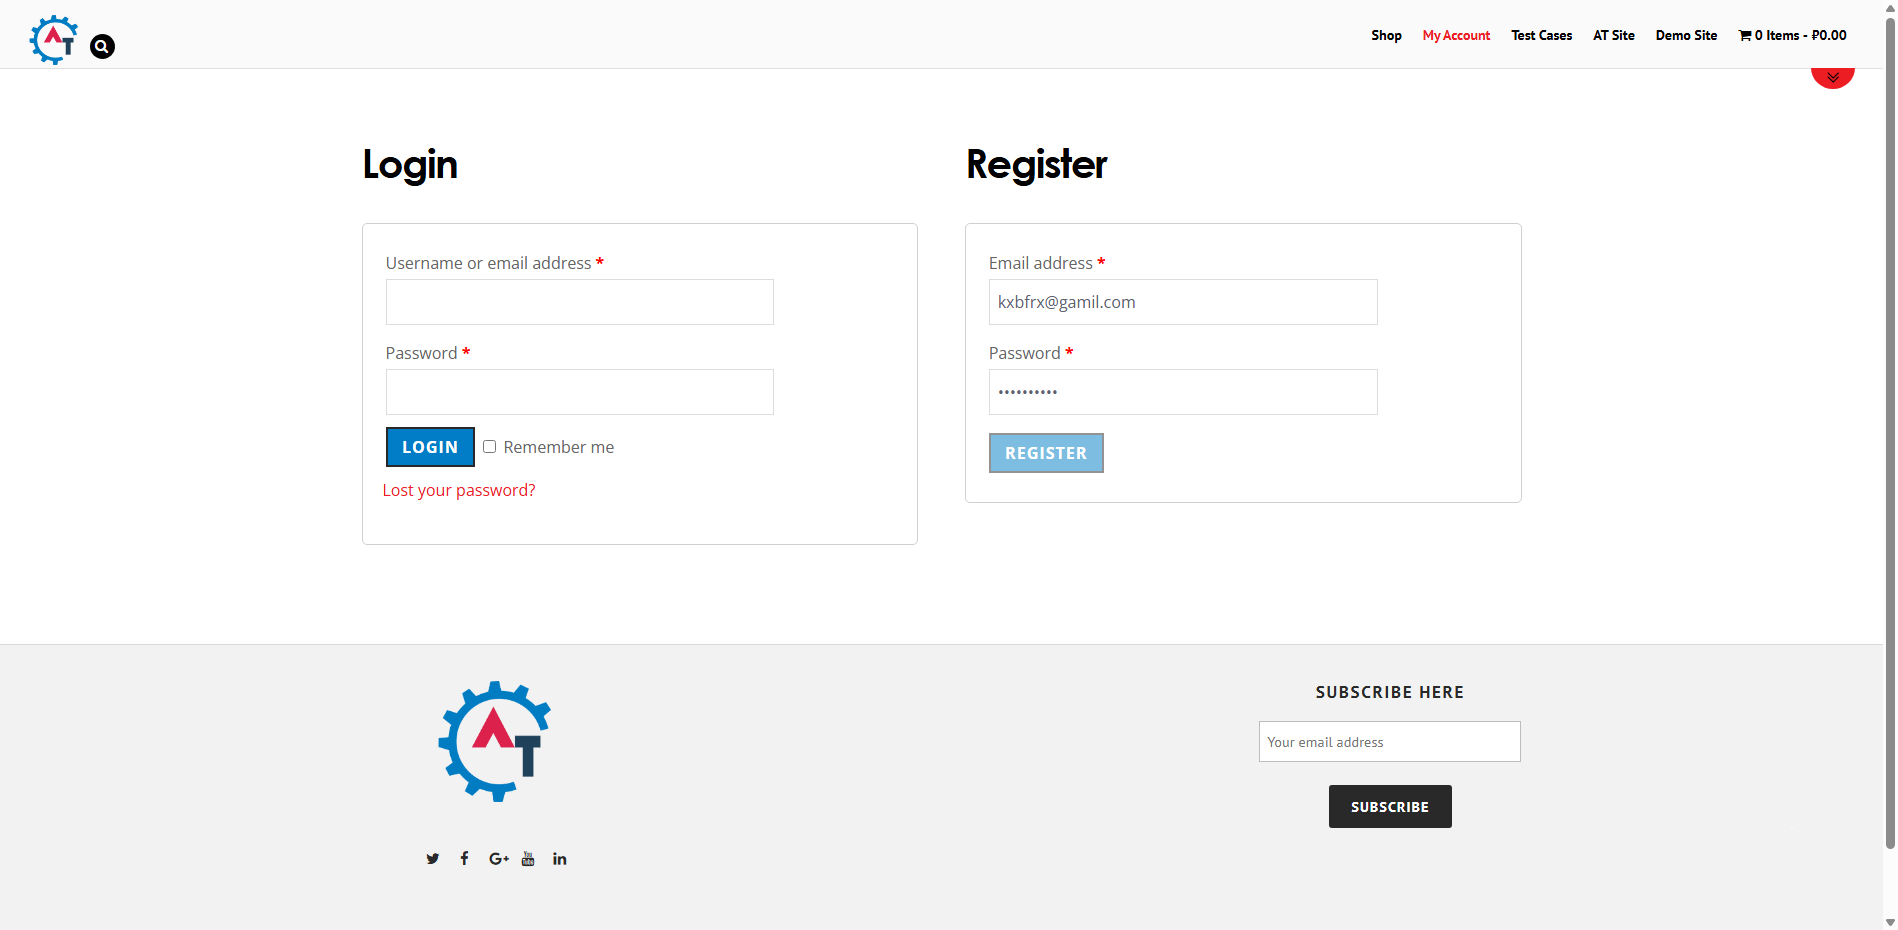 AT
Shop My Account Test Cases AT Site Demo Site 0 Items - ₽0.00
Login
Register
Username or email address *
Password *
LOGIN Remember me
Lost your password?
Email address *
kxbfrx@gamil.com
Password *
••••••••••
REGISTER
AT
SUBSCRIBE HERE
Your email address
SUBSCRIBE